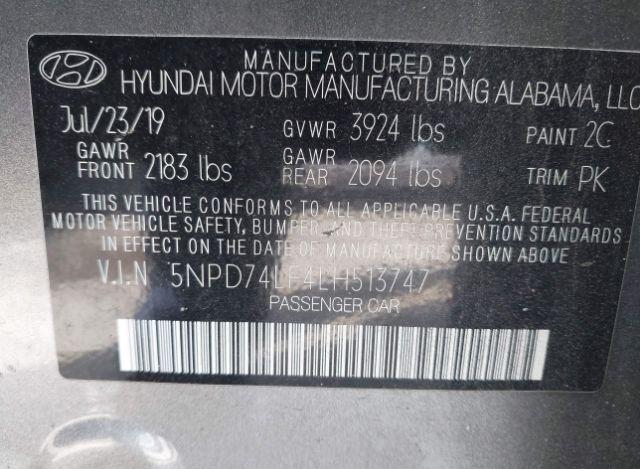 MANUFACTURED BY
HYUNDAI MOTOR MANUFACTURING ALABAMA, LLC
Jul/23/19 GVWR 3924 lbs PAINT 2C
GAWR FRONT 2183 lbs GAWR REAR 2094 lbs TRIM PK
THIS VEHICLE CONFORMS TO ALL APPLICABLE U.S.A. FEDERAL
MOTOR VEHICLE SAFETY, BUMPER, AND THEFT PREVENTION STANDARDS
IN EFFECT ON THE DATE OF MANUFACTURE SHOWN ABOVE
V.I.N 5NPD74LF4LH513747
PASSENGER CAR